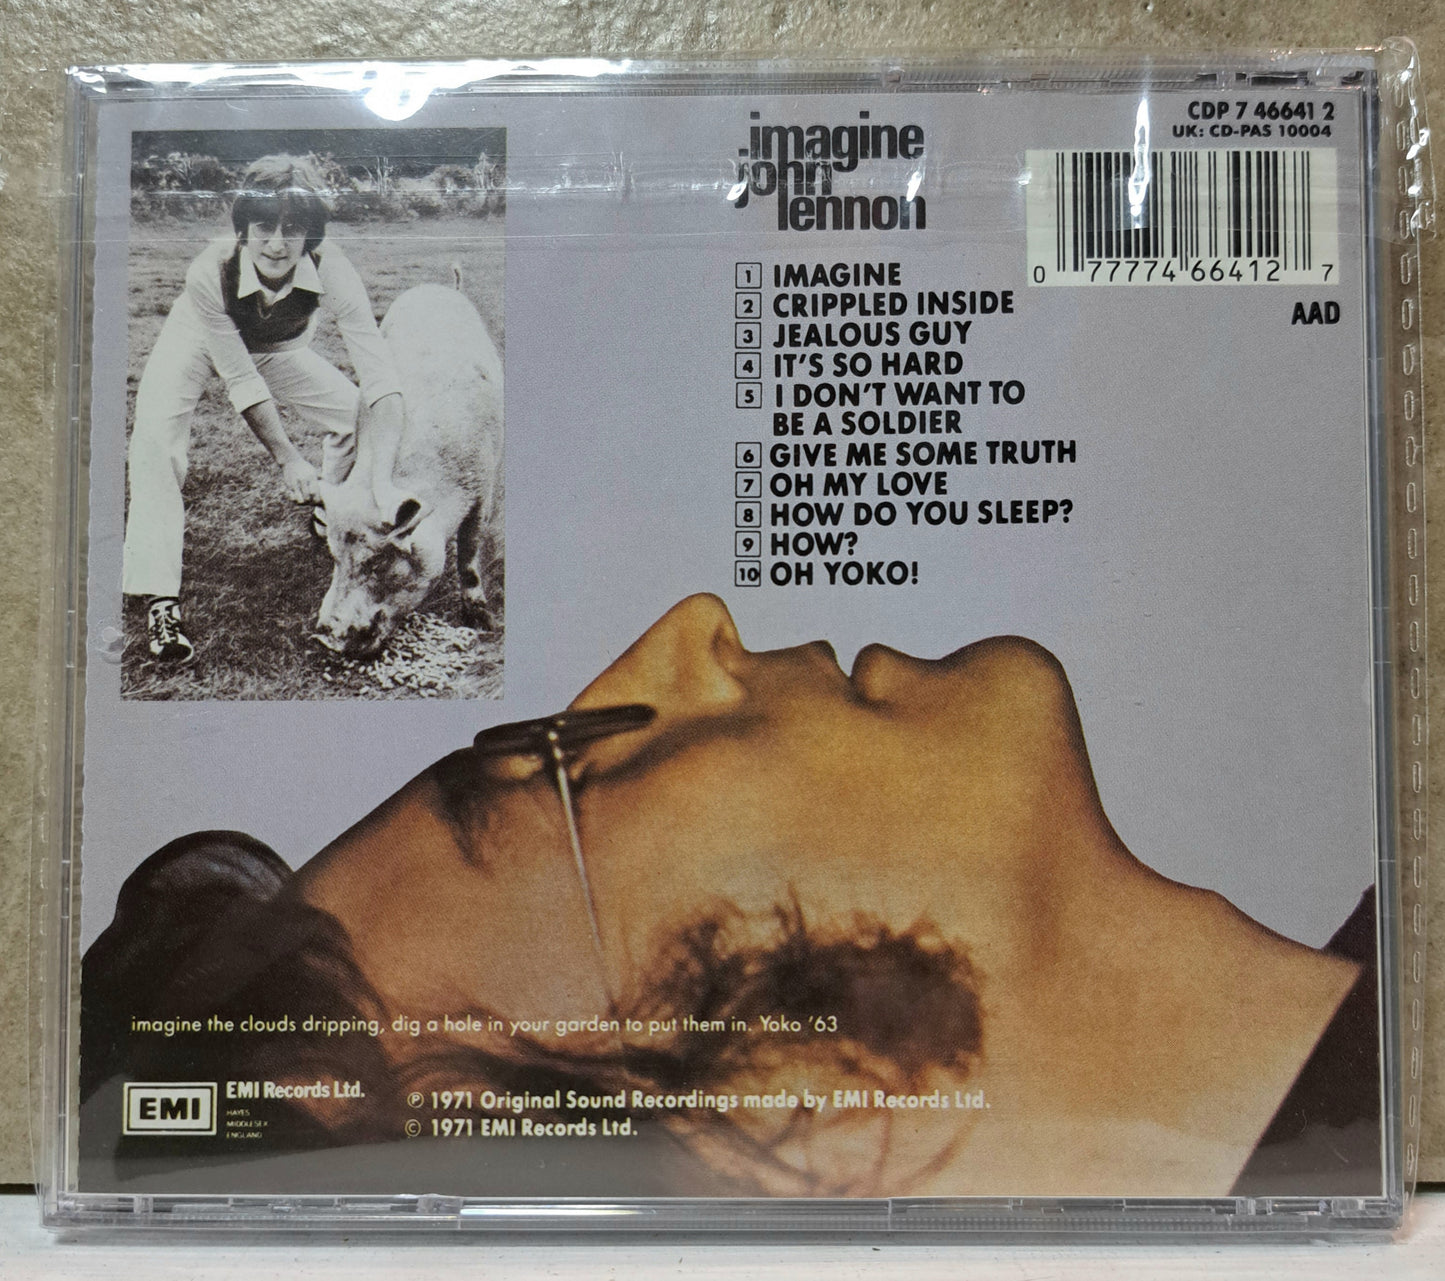 imagine
john
lennon
CDP 7 46641 2
UK: CD-PAS 10004
0 77774 66412 7
AAD
1 IMAGINE
2 CRIPPLED INSIDE
3 JEALOUS GUY
4 IT'S SO HARD
5 I DON'T WANT TO
BE A SOLDIER
6 GIVE ME SOME TRUTH
7 OH MY LOVE
8 HOW DO YOU SLEEP?
9 HOW?
10 OH YOKO!
imagine the clouds dripping, dig a hole in your garden to put them in. Yoko '63
EMI
EMI Records Ltd.
HAYES
MIDDLESEX
ENGLAND
℗ 1971 Original Sound Recordings made by EMI Records Ltd.
© 1971 EMI Records Ltd.